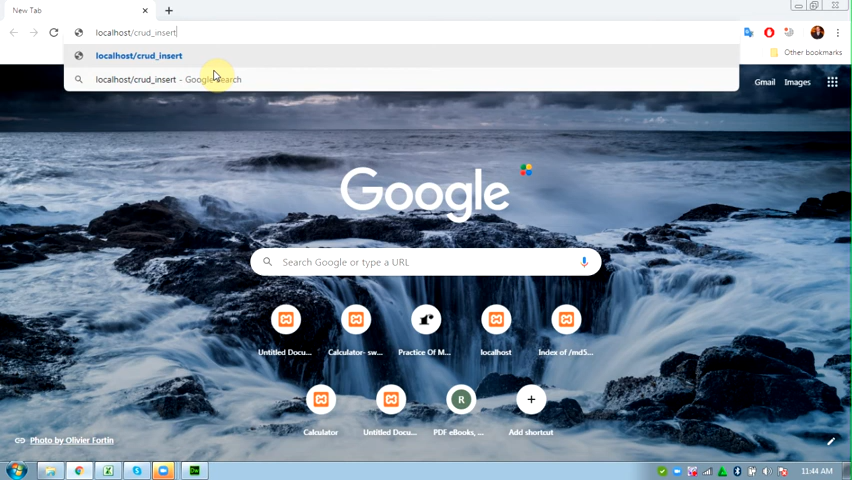 New Tab
localhost/crud_insert
Other bookmarks
localhost/crud_insert
localhost/crud_insert - Google Search
Gmail Images
Google
Search Google or type a URL
Untitled Docu... Calculator- sw... Practice Of M... localhost Index of /md5...
R
Calculator Untitled Docu... PDF eBooks, ... Add shortcut
Photo by Olivier Fortin
11:44 AM